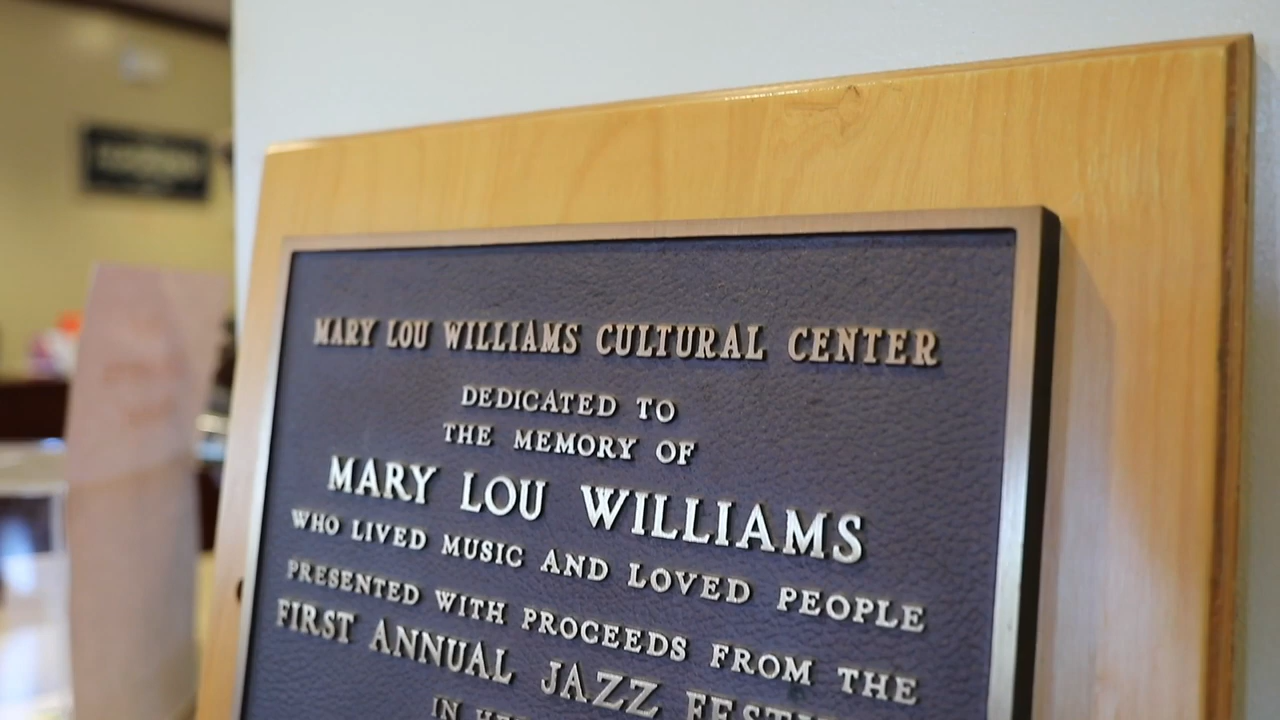 MARY LOU WILLIAMS CULTURAL CENTER
DEDICATED TO
THE MEMORY OF
MARY LOU WILLIAMS
WHO LIVED MUSIC AND LOVED PEOPLE
PRESENTED WITH PROCEEDS FROM THE
FIRST ANNUAL JAZZ
IN